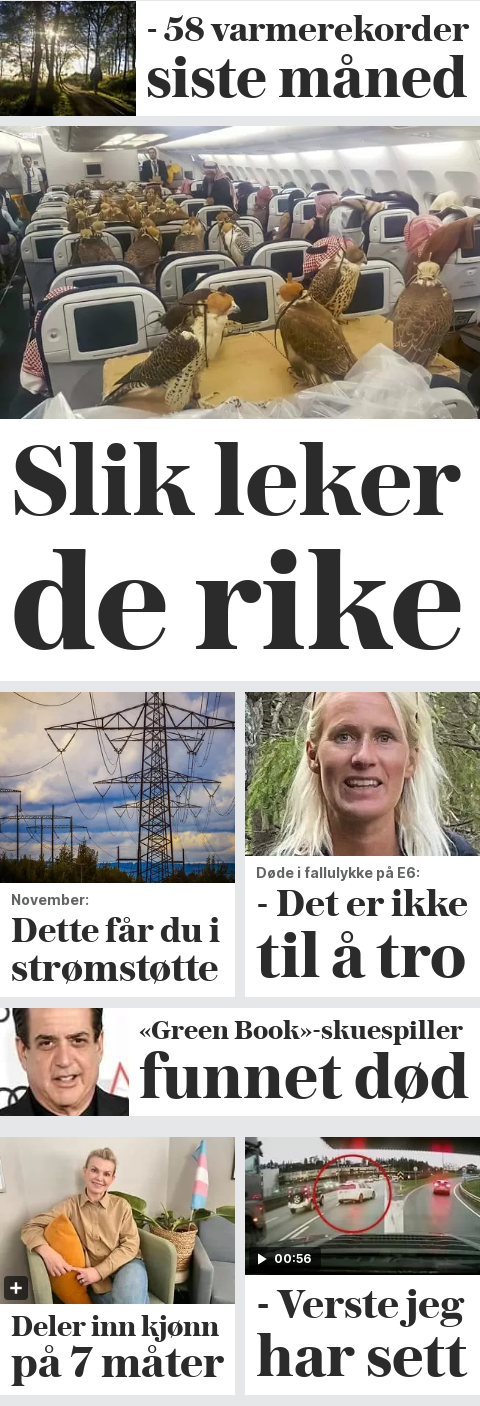 - 58 varmerekorder
siste måned
Slik leker
de rike
November:
Dette får du i
strømstøtte
Døde i fallulykke på E6:
- Det er ikke
til å tro
«Green Book»-skuespiller
funnet død
Deler inn kjønn
på 7 måter
00:56
- Verste jeg
har sett